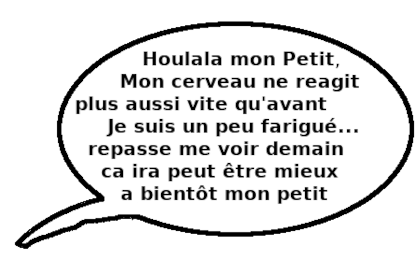 Houlala mon Petit,
Mon cerveau ne reagit
plus aussi vite qu'avant
Je suis un peu farigué...
repasse me voir demain
ca ira peut être mieux
a bientôt mon petit